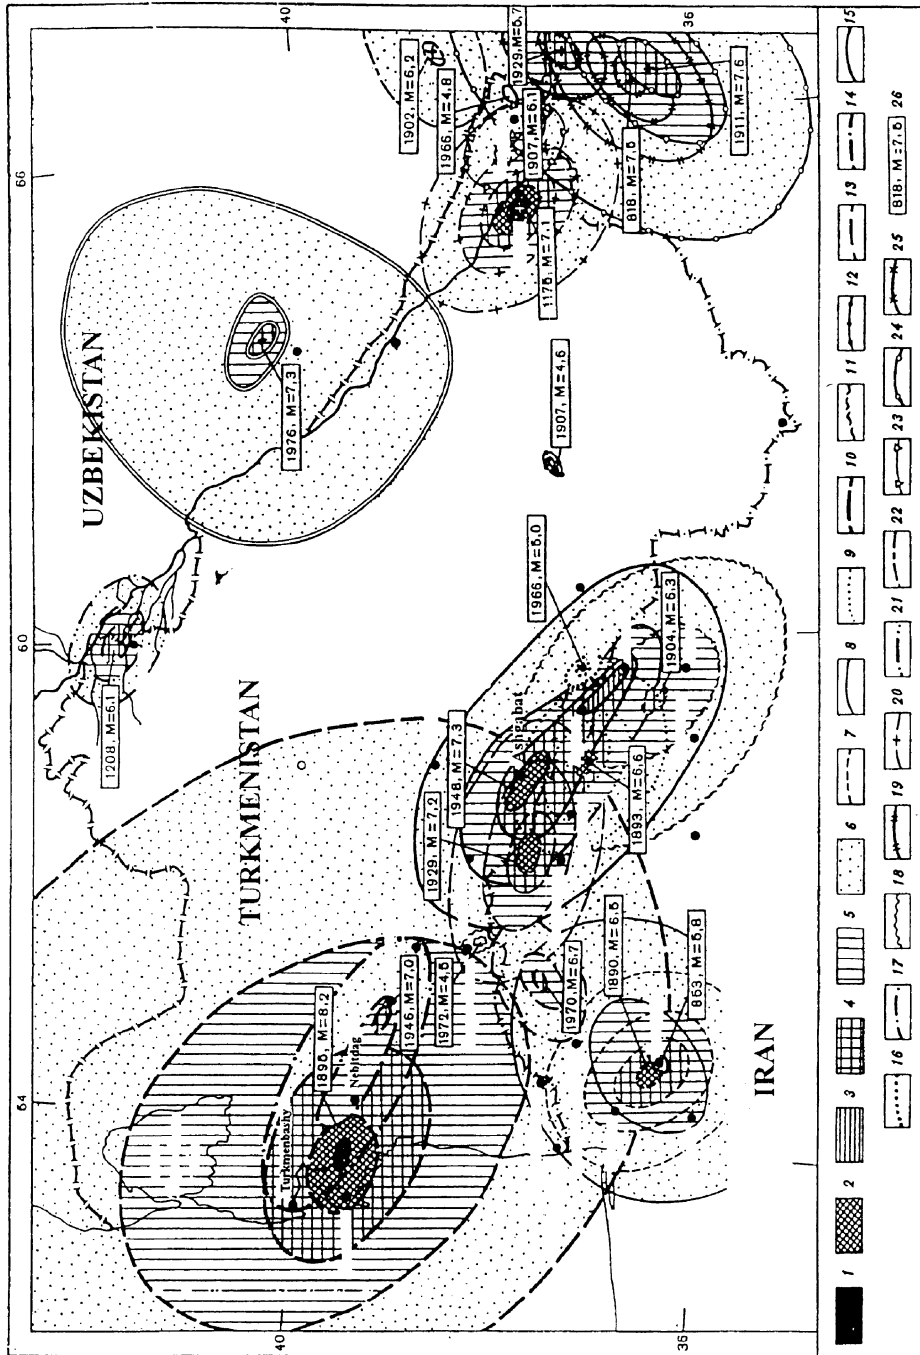 54
60
66
40
40
36
36
UZBEKISTAN
TURKMENISTAN
IRAN
1208, M=6,1
1976, M=7,3
1895, M=8,2
Turkmenbashy
Nebitdag
1946, M=7,0
1972, M=4,5
1929, M=7,2
1948, M=7,3
Ashgabat
1966, M=5,0
1907, M=4,6
1902, M=6,2
1966, M=4,8
1929, M=5,7
1907, M=6,1
1175, M=7,1
818, M=7,5
1911, M=7,6
1970, M=6,7
1890, M=6,5
853, M=5,8
1893, M=6,6
1904, M=6,3
1 2 3 4 5 6 7 8 9 10 11 12 13 14 15
16 17 18 19 20 21 22 23 24 25 818, M=7,5 26